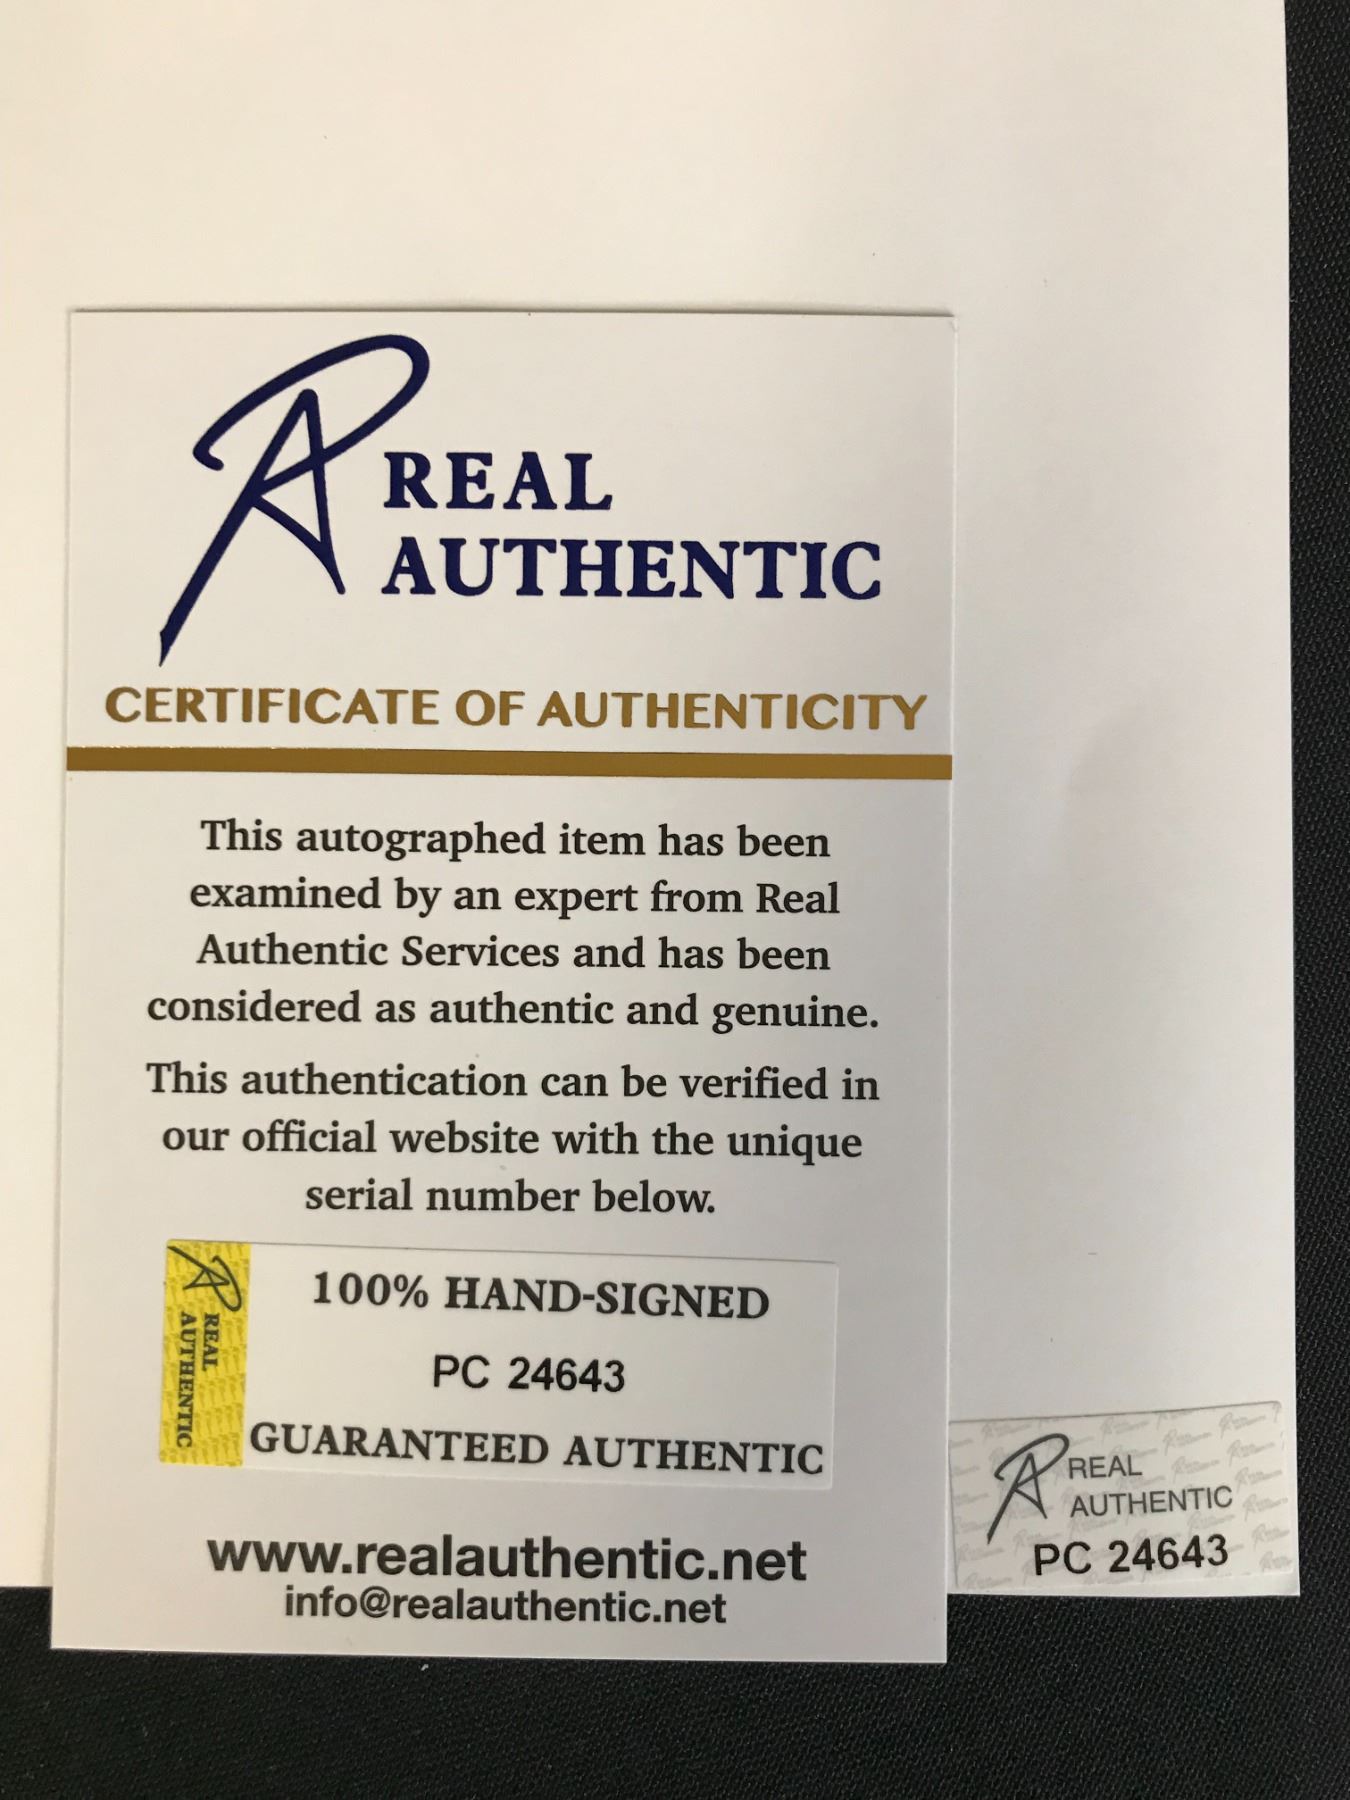 REAL
AUTHENTIC
CERTIFICATE OF AUTHENTICITY
This autographed item has been
examined by an expert from Real
Authentic Services and has been
considered as authentic and genuine.
This authentication can be verified in
our official website with the unique
serial number below.
REAL
AUTHENTIC
100% HAND-SIGNED
PC 24643
GUARANTEED AUTHENTIC
www.realauthentic.net
info@realauthentic.net
REAL
AUTHENTIC
PC 24643